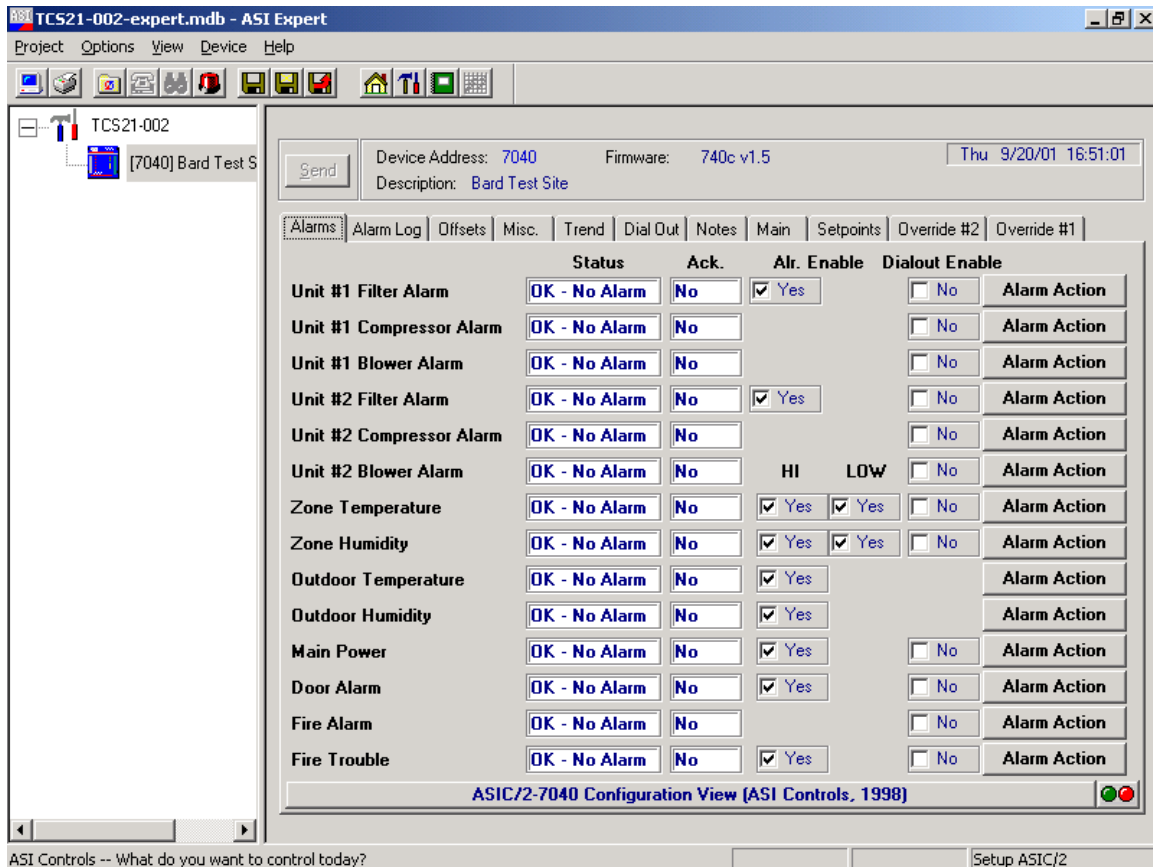 ASI TCS21-002-expert.mdb - ASI Expert
Project Options View Device Help
TCS21-002
[7040] Bard Test S
Send
Device Address: 7040 Firmware: 740c v1.5 Thu 9/20/01 16:51:01
Description: Bard Test Site
Alarms Alarm Log Offsets Misc. Trend Dial Out Notes Main Setpoints Override #2 Override #1
Status Ack. Alr. Enable Dialout Enable
Unit #1 Filter Alarm OK - No Alarm No Yes No Alarm Action
Unit #1 Compressor Alarm OK - No Alarm No No Alarm Action
Unit #1 Blower Alarm OK - No Alarm No No Alarm Action
Unit #2 Filter Alarm OK - No Alarm No Yes No Alarm Action
Unit #2 Compressor Alarm OK - No Alarm No No Alarm Action
Unit #2 Blower Alarm OK - No Alarm No HI LOW No Alarm Action
Zone Temperature OK - No Alarm No Yes Yes No Alarm Action
Zone Humidity OK - No Alarm No Yes Yes No Alarm Action
Outdoor Temperature OK - No Alarm No Yes Alarm Action
Outdoor Humidity OK - No Alarm No Yes Alarm Action
Main Power OK - No Alarm No Yes No Alarm Action
Door Alarm OK - No Alarm No Yes No Alarm Action
Fire Alarm OK - No Alarm No No Alarm Action
Fire Trouble OK - No Alarm No Yes No Alarm Action
ASIC/2-7040 Configuration View (ASI Controls, 1998)
ASI Controls -- What do you want to control today? Setup ASIC/2